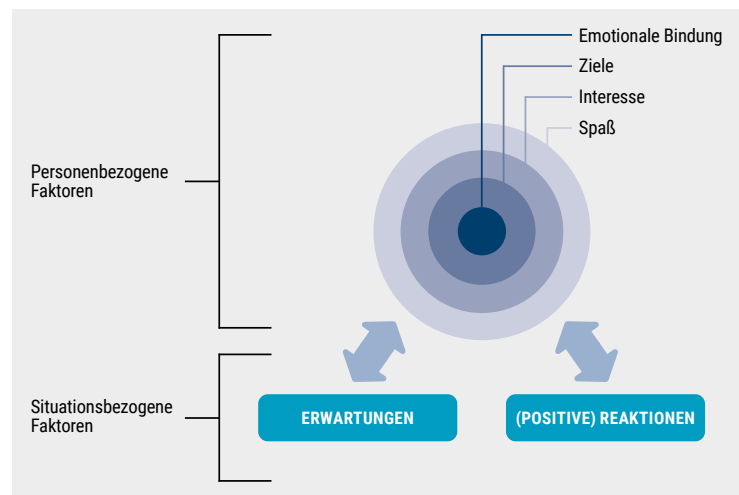 Emotionale Bindung
Ziele
Interesse
Spaß
Personenbezogene
Faktoren
Situationsbezogene
Faktoren
ERWARTUNGEN
(POSITIVE) REAKTIONEN